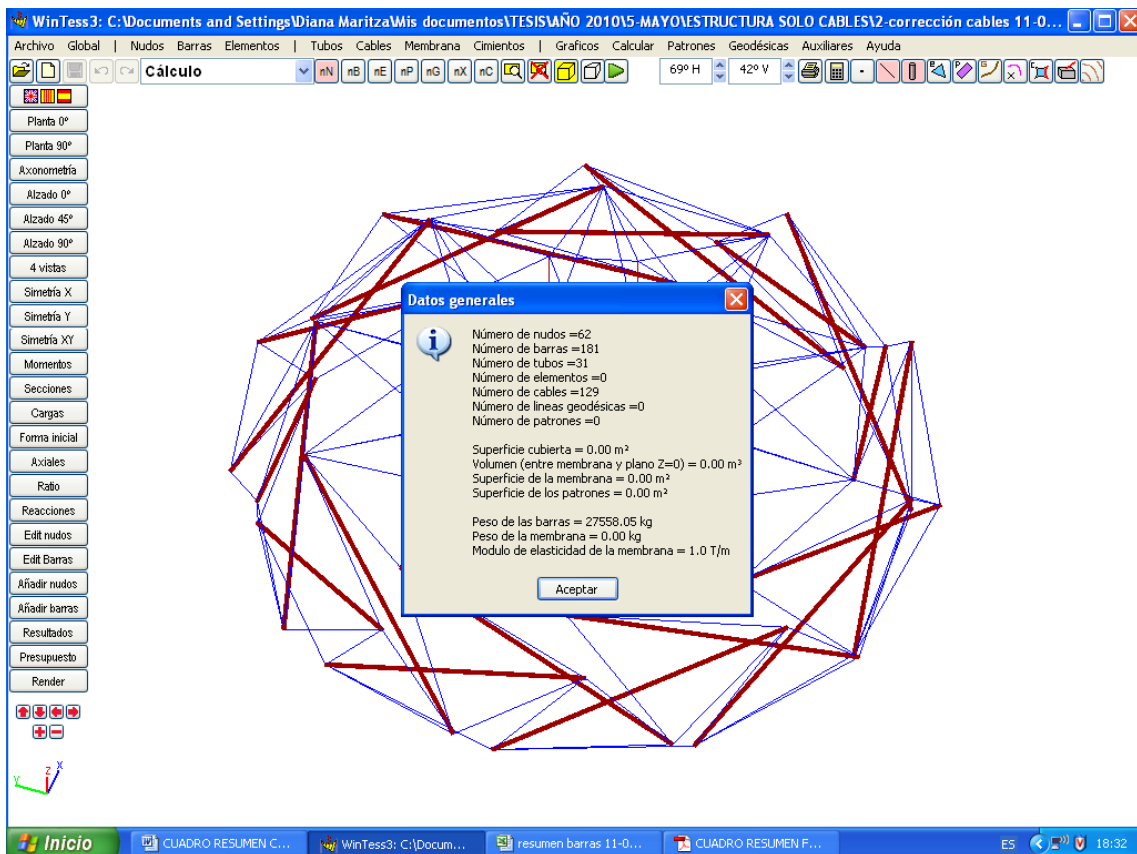 WinTess3: C:\Documents and Settings\Diana Maritza\Mis documentos\TESIS\AÑO 2010\5-MAYO\ESTRUCTURA SOLO CABLES\2-corrección cables 11-0...
Archivo Global | Nudos Barras Elementos | Tubos Cables Membrana Cimientos | Graficos Calcular Patrones Geodésicas Auxiliares Ayuda
Cálculo nN nB nE nP nG nX nC 69º H 42º V
Planta 0º
Planta 90º
Axonometría
Alzado 0º
Alzado 45º
Alzado 90º
4 vistas
Simetría X
Simetría Y
Simetría XY
Momentos
Secciones
Cargas
Forma inicial
Axiales
Ratio
Reacciones
Edit nudos
Edit Barras
Añadir nudos
Añadir barras
Resultados
Presupuesto
Render
Datos generales
Número de nudos =62
Número de barras =181
Número de tubos =31
Número de elementos =0
Número de cables =129
Número de lineas geodésicas =0
Número de patrones =0
Superficie cubierta = 0.00 m²
Volumen (entre membrana y plano Z=0) = 0.00 m³
Superficie de la membrana = 0.00 m²
Superficie de los patrones = 0.00 m²
Peso de las barras = 27558.05 kg
Peso de la membrana = 0.00 kg
Modulo de elasticidad de la membrana = 1.0 T/m
Aceptar
Y Z X
Inicio
CUADRO RESUMEN C...
WinTess3: C:\Docum...
resumen barras 11-0...
CUADRO RESUMEN F...
ES
18:32